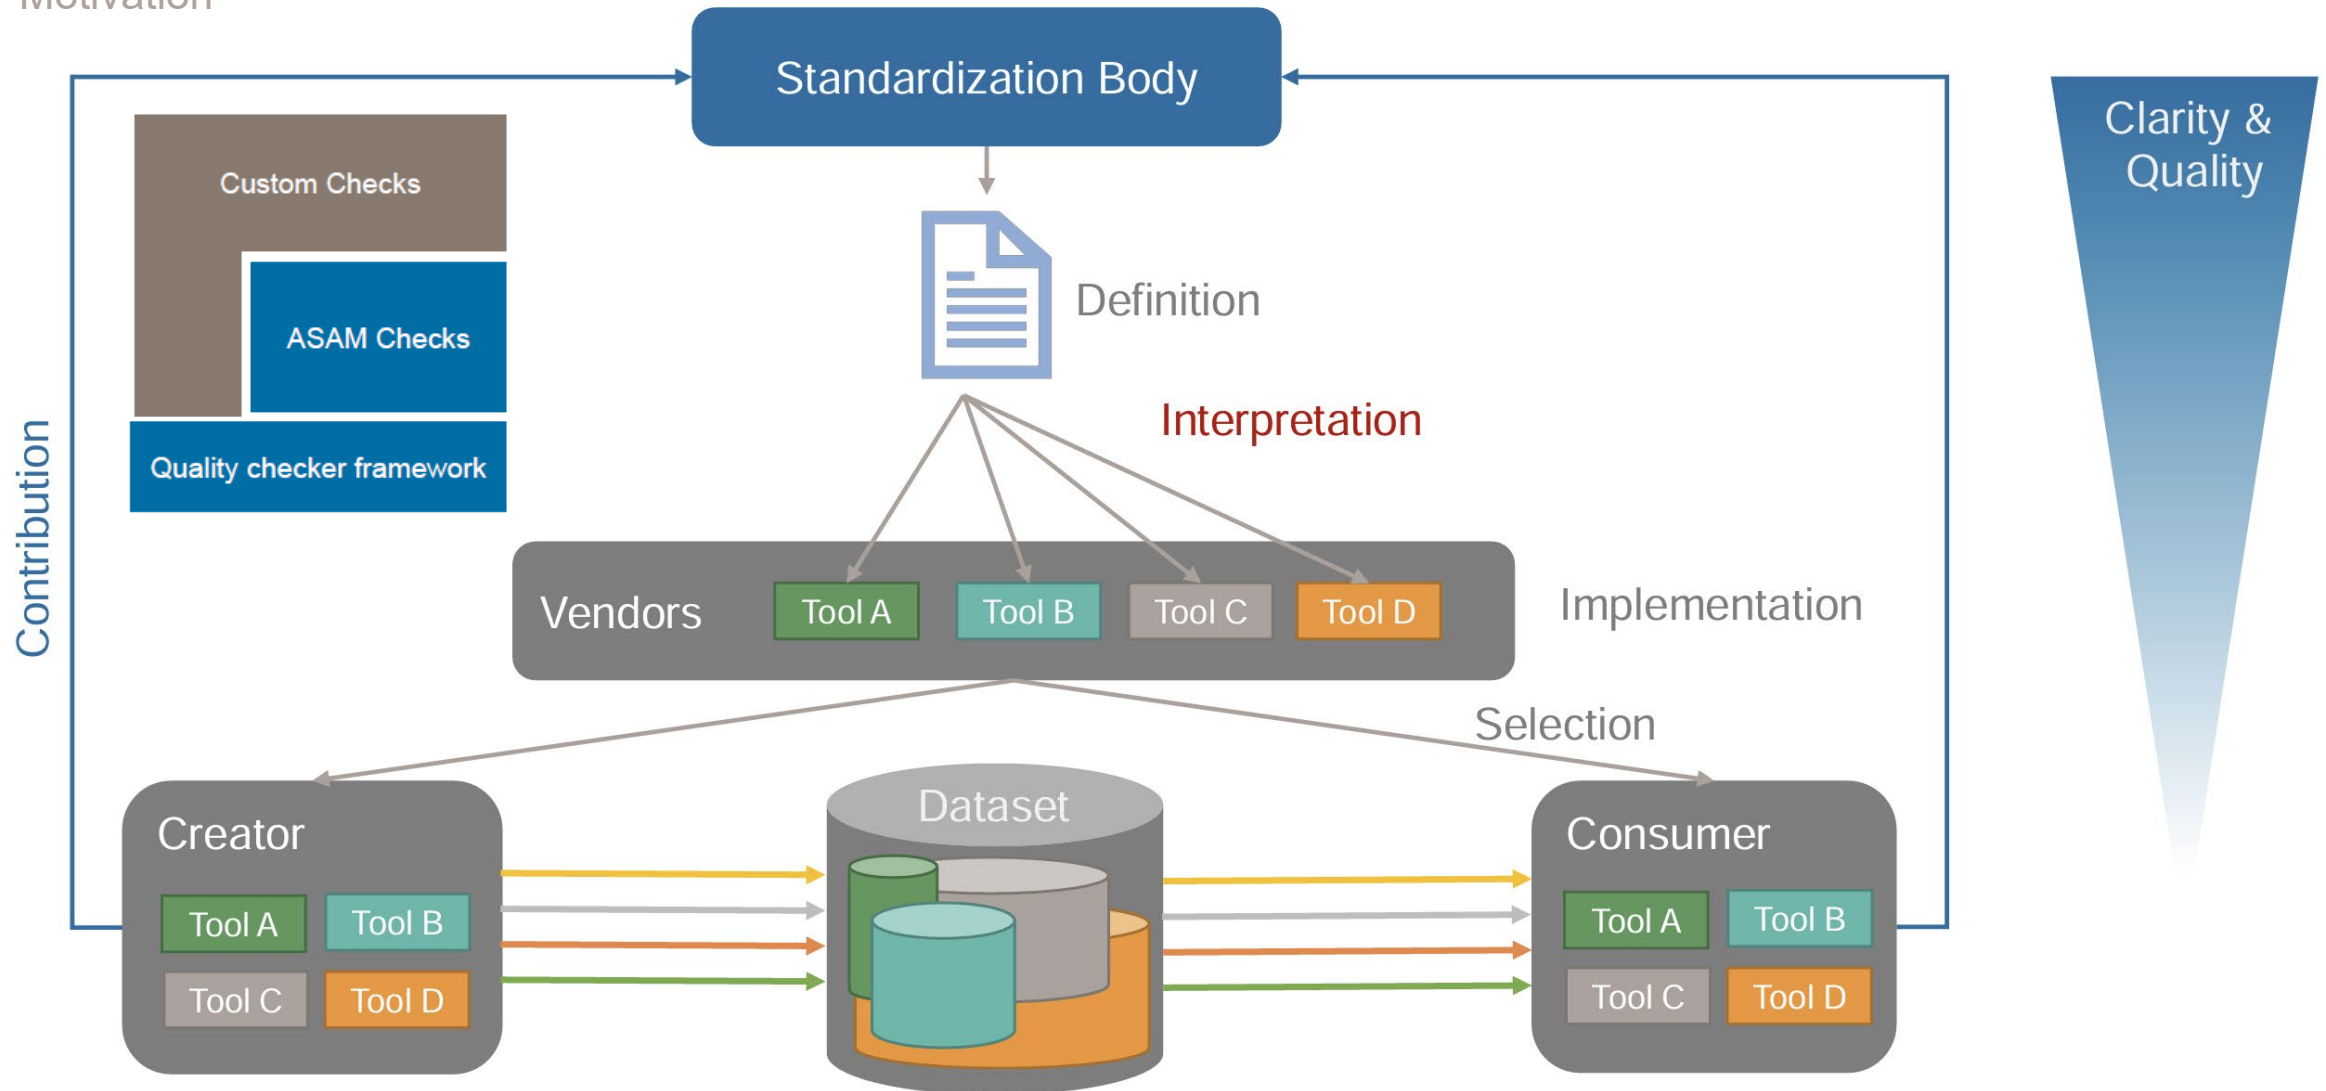 Motivation
Standardization Body
Clarity &
Quality
Custom Checks
ASAM Checks
Quality checker framework
Contribution
Definition
Interpretation
Vendors
Tool A
Tool B
Tool C
Tool D
Implementation
Selection
Creator
Tool A
Tool B
Tool C
Tool D
Dataset
Consumer
Tool A
Tool B
Tool C
Tool D